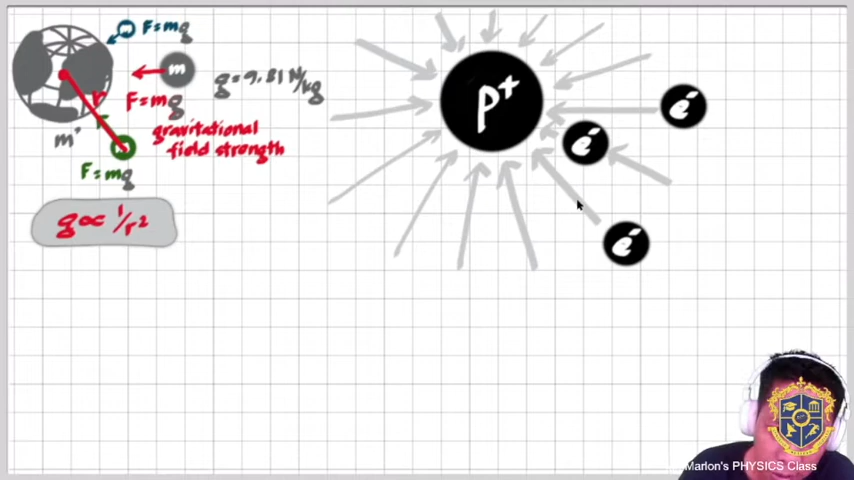 m F=mg
m
g=9.81 N/kg
F=mg
r
gravitational
field strength
m
F=mg
g ∝ 1/r²
p⁺
é
é
é
Marlon's PHYSICS Class